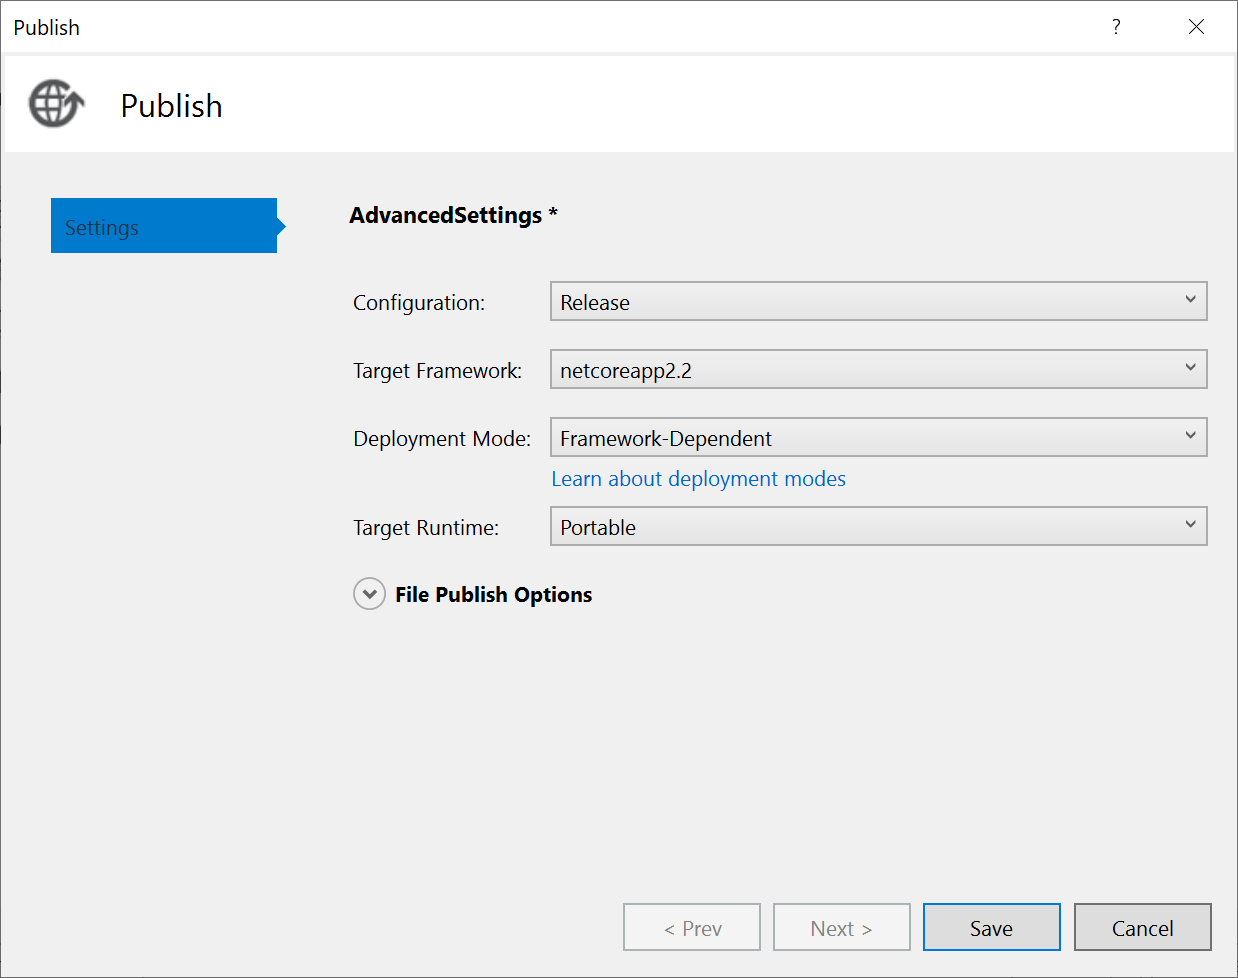 Publish
?
Publish
Settings
AdvancedSettings *
Configuration: Release
Target Framework: netcoreapp2.2
Deployment Mode: Framework-Dependent
Learn about deployment modes
Target Runtime: Portable
File Publish Options
< Prev Next > Save Cancel